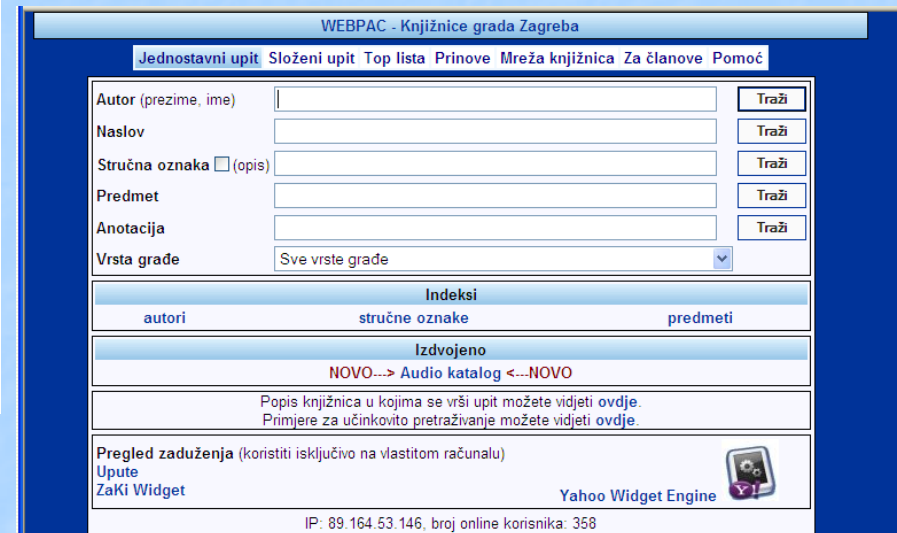 WEBPAC - Knjižnice grada Zagreba
Jednostavni upit Složeni upit Top lista Prinove Mreža knjižnica Za članove Pomoć
Autor (prezime, ime) Traži
Naslov Traži
Stručna oznaka (opis) Traži
Predmet Traži
Anotacija Traži
Vrsta građe Sve vrste građe
Indeksi
autori stručne oznake predmeti
Izdvojeno
NOVO---> Audio katalog <---NOVO
Popis knjižnica u kojima se vrši upit možete vidjeti ovdje.
Primjere za učinkovito pretraživanje možete vidjeti ovdje.
Pregled zaduženja (koristiti isključivo na vlastitom računalu)
Upute
ZaKi Widget
Yahoo Widget Engine Y!
IP: 89.164.53.146, broj online korisnika: 358